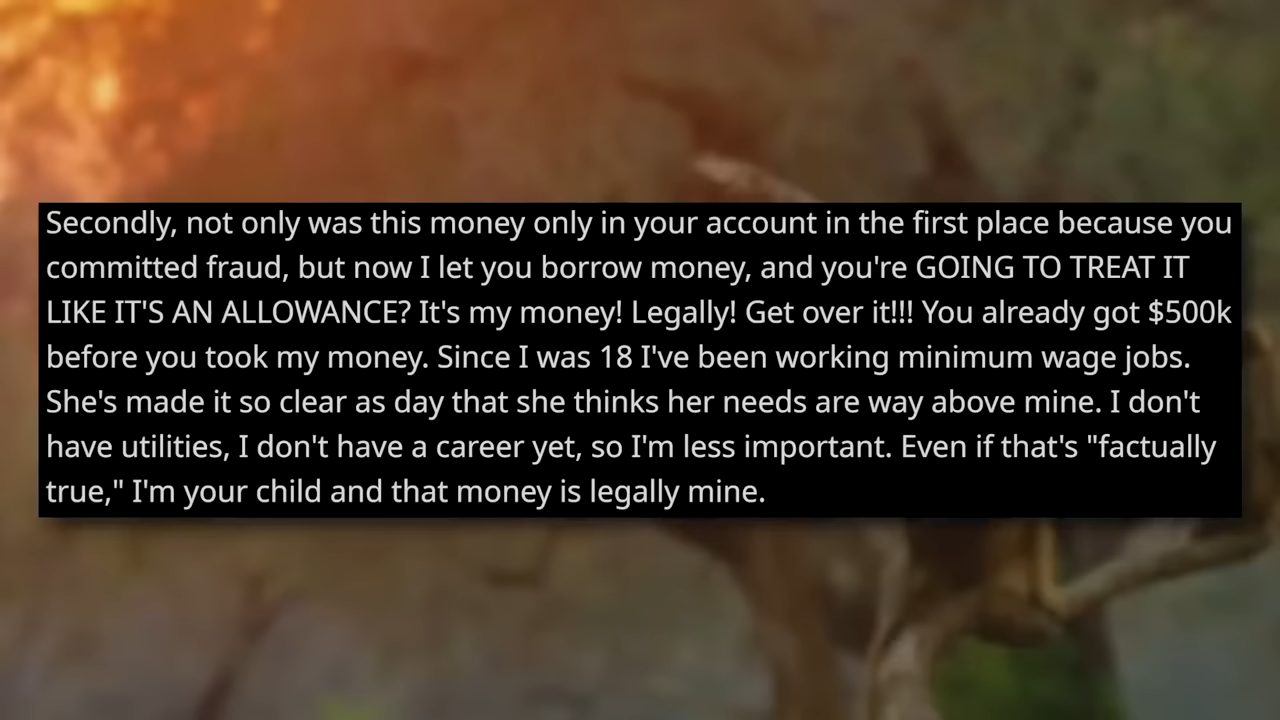 Secondly, not only was this money only in your account in the first place because you
committed fraud, but now I let you borrow money, and you're GOING TO TREAT IT
LIKE IT'S AN ALLOWANCE? It's my money! Legally! Get over it!!! You already got $500k
before you took my money. Since I was 18 I've been working minimum wage jobs.
She's made it so clear as day that she thinks her needs are way above mine. I don't
have utilities, I don't have a career yet, so I'm less important. Even if that's "factually
true," I'm your child and that money is legally mine.